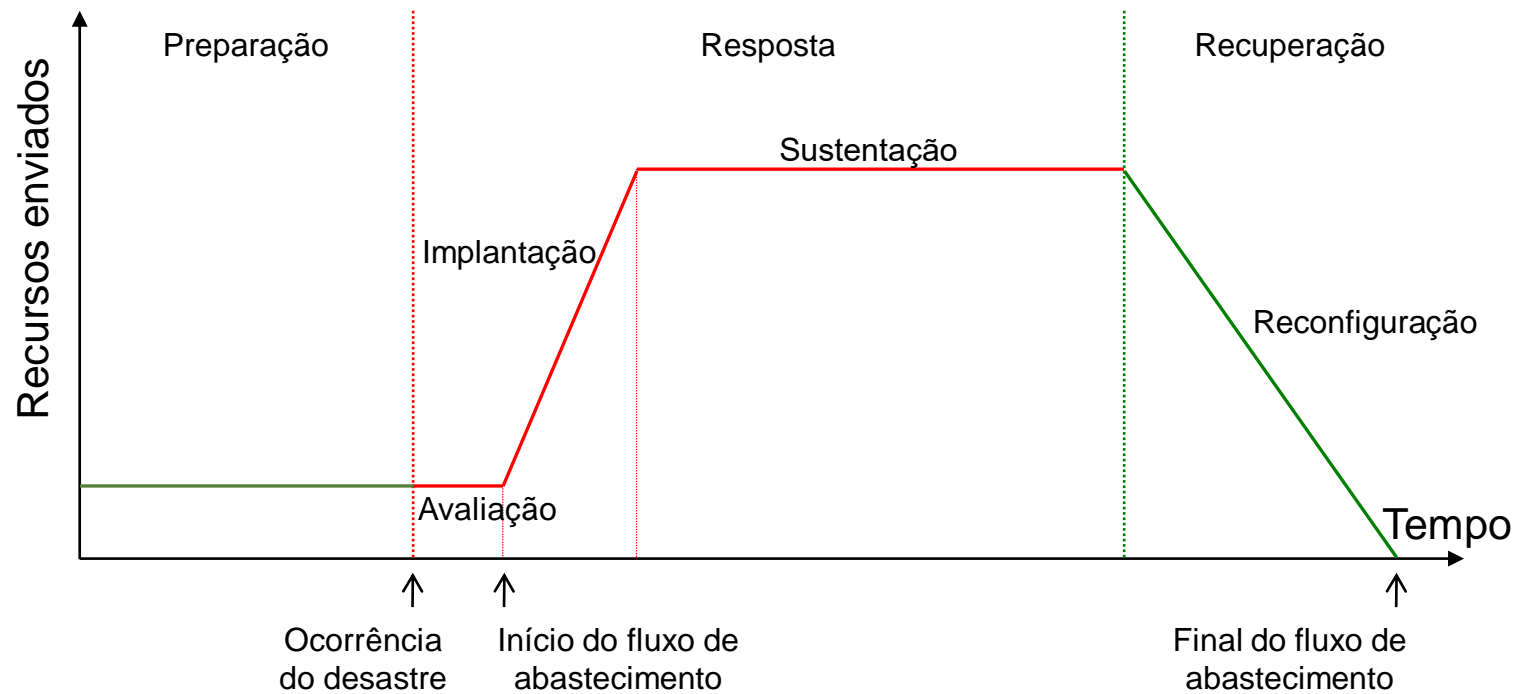 Preparação
Resposta
Recuperação
Recursos enviados
Sustentação
Implantação
Reconfiguração
Avaliação
Tempo
Ocorrência
do desastre
Início do fluxo de
abastecimento
Final do fluxo de
abastecimento